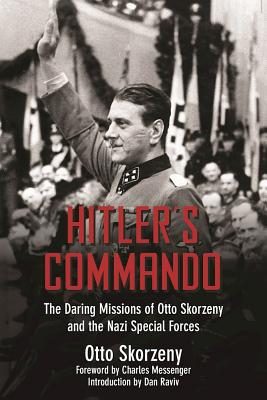 HITLER'S
COMMANDO
The Daring Missions of Otto Skorzeny
and the Nazi Special Forces
Otto Skorzeny
Foreword by Charles Messenger
Introduction by Dan Raviv